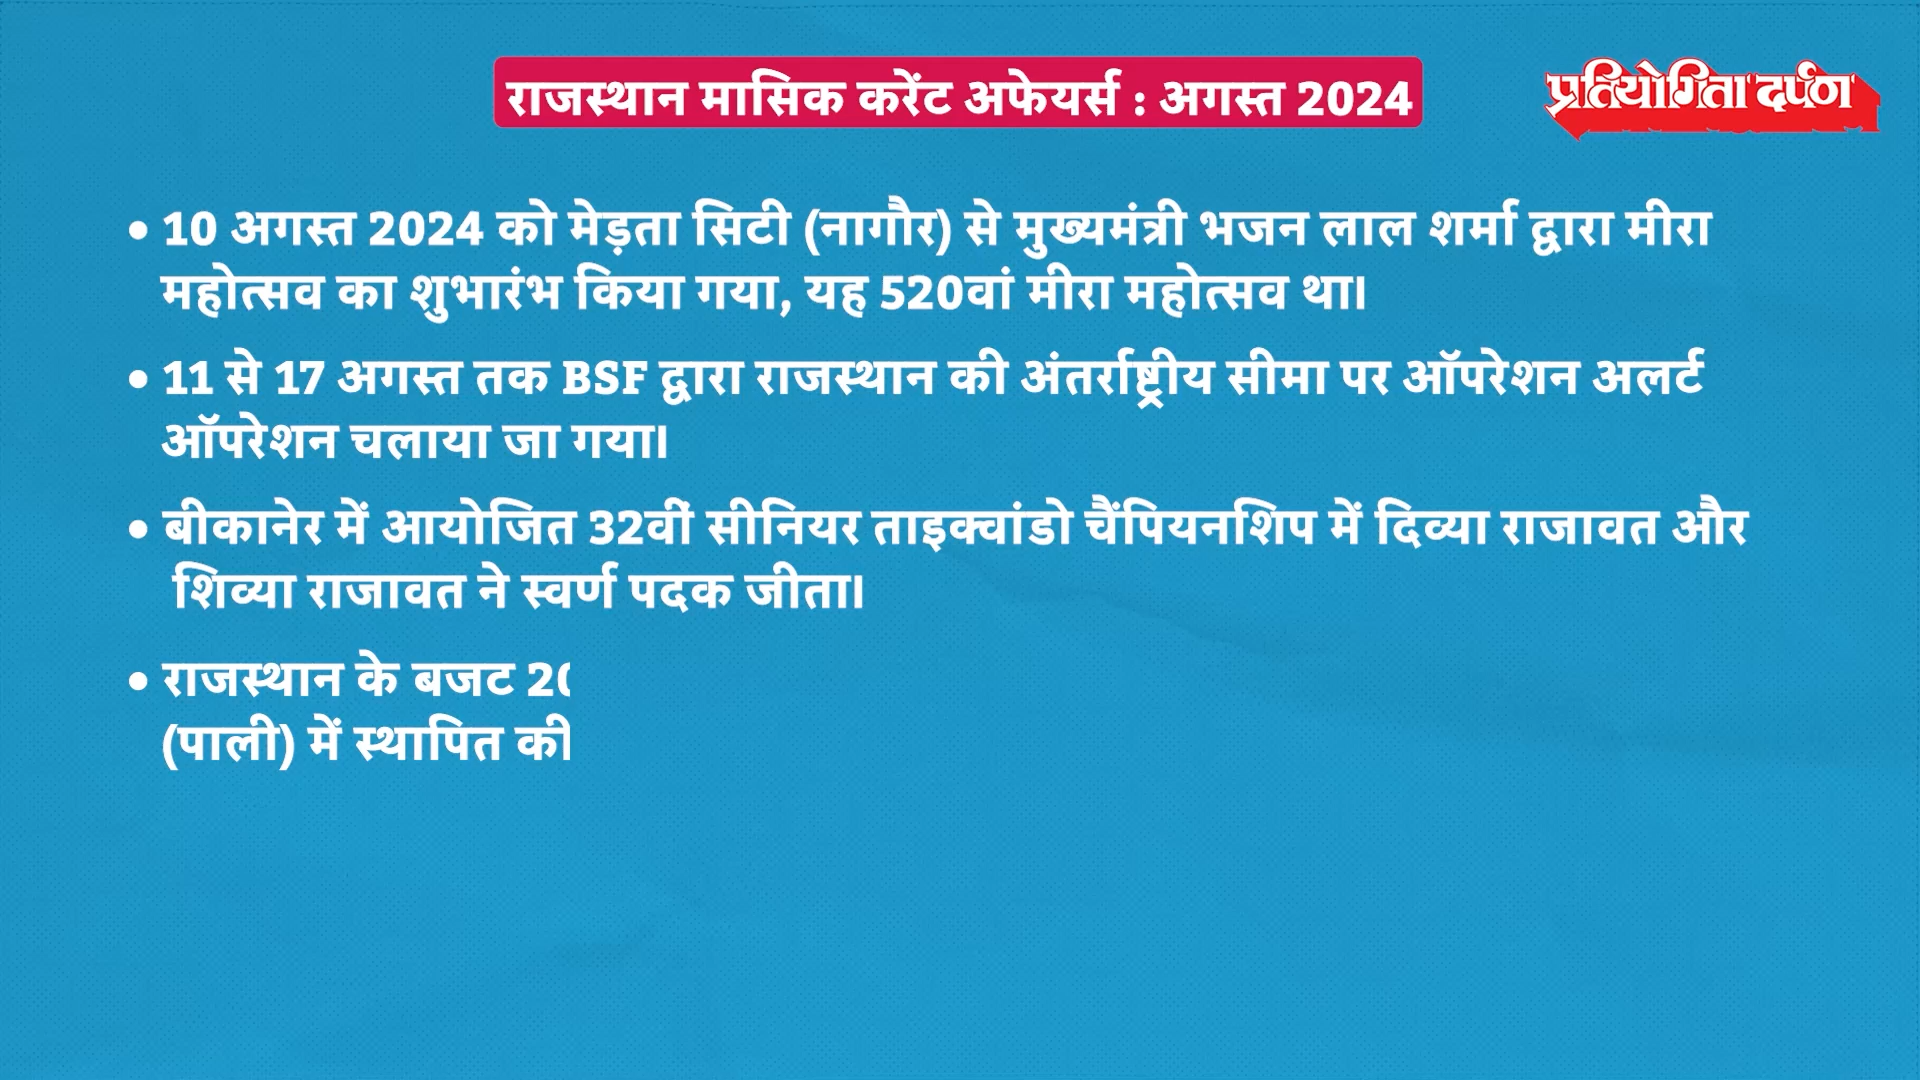 राजस्थान मासिक करेंट अफेयर्स : अगस्त 2024
प्रतियोगिता दर्पण
• 10 अगस्त 2024 को मेड़ता सिटी (नागौर) से मुख्यमंत्री भजन लाल शर्मा द्वारा मीरा
महोत्सव का शुभारंभ किया गया, यह 520वां मीरा महोत्सव था।
• 11 से 17 अगस्त तक BSF द्वारा राजस्थान की अंतर्राष्ट्रीय सीमा पर ऑपरेशन अलर्ट
ऑपरेशन चलाया जा गया।
• बीकानेर में आयोजित 32वीं सीनियर ताइक्वांडो चैंपियनशिप में दिव्या राजावत और
शिव्या राजावत ने स्वर्ण पदक जीता।
• राजस्थान के बजट
(पाली) में स्थापित की